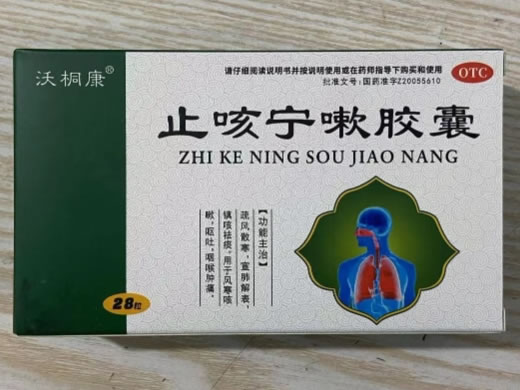 沃桐康®
请仔细阅读说明书并按说明使用或在药师指导下购买和使用
批准文号：国药准字Z20055610
OTC
止咳宁嗽胶囊
ZHI KE NING SOU JIAO NANG
【功能主治】
疏风散寒，宣肺解表，
镇咳祛痰。用于风寒咳
嗽，呕吐，咽喉肿痛。
28粒